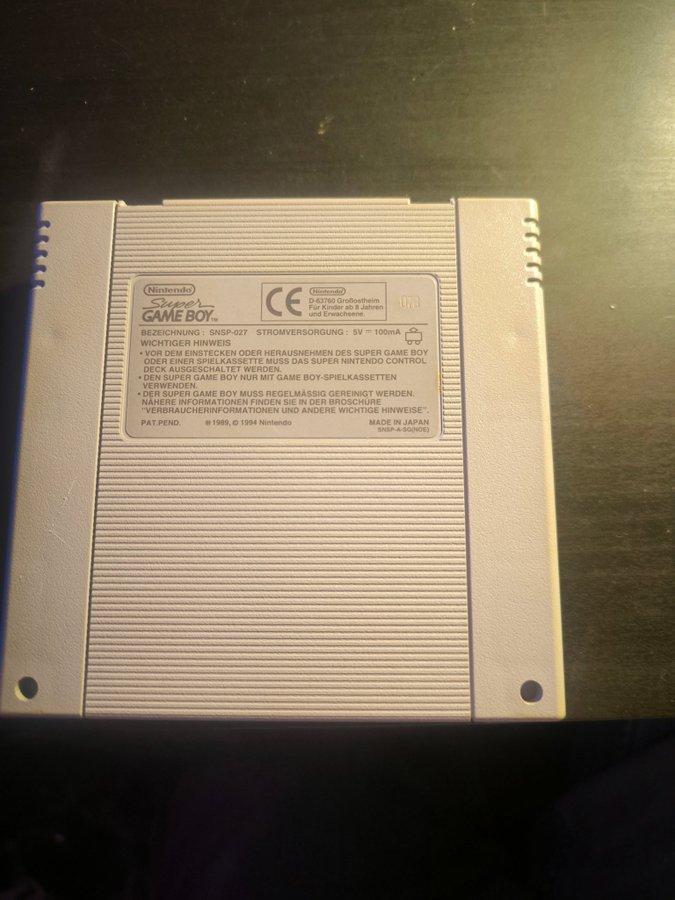 Nintendo
Super
GAME BOY™
CE
Nintendo
D-63760 Großostheim
Für Kinder ab 8 Jahren
und Erwachsene.
BEZEICHNUNG : SNSP-027 STROMVERSORGUNG : 5V ⎓ 100mA
WICHTIGER HINWEIS
• VOR DEM EINSTECKEN ODER HERAUSNEHMEN DES SUPER GAME BOY
ODER EINER SPIELKASSETTE MUSS DAS SUPER NINTENDO CONTROL
DECK AUSGESCHALTET WERDEN.
• DEN SUPER GAME BOY NUR MIT GAME BOY-SPIELKASSETTEN
VERWENDEN.
• DER SUPER GAME BOY MUSS REGELMÄSSIG GEREINIGT WERDEN.
NÄHERE INFORMATIONEN FINDEN SIE IN DER BROSCHÜRE
"VERBRAUCHERINFORMATIONEN UND ANDERE WICHTIGE HINWEISE".
PAT.PEND. ℗ 1989, © 1994 Nintendo MADE IN JAPAN
SNSP-A-SG(NOE)